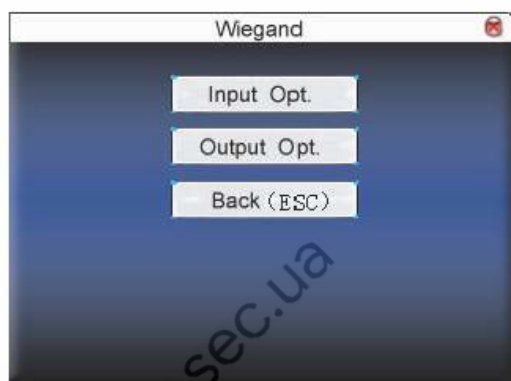 Wiegand
Input Opt.
Output Opt.
Back (ESC)
sec.ua